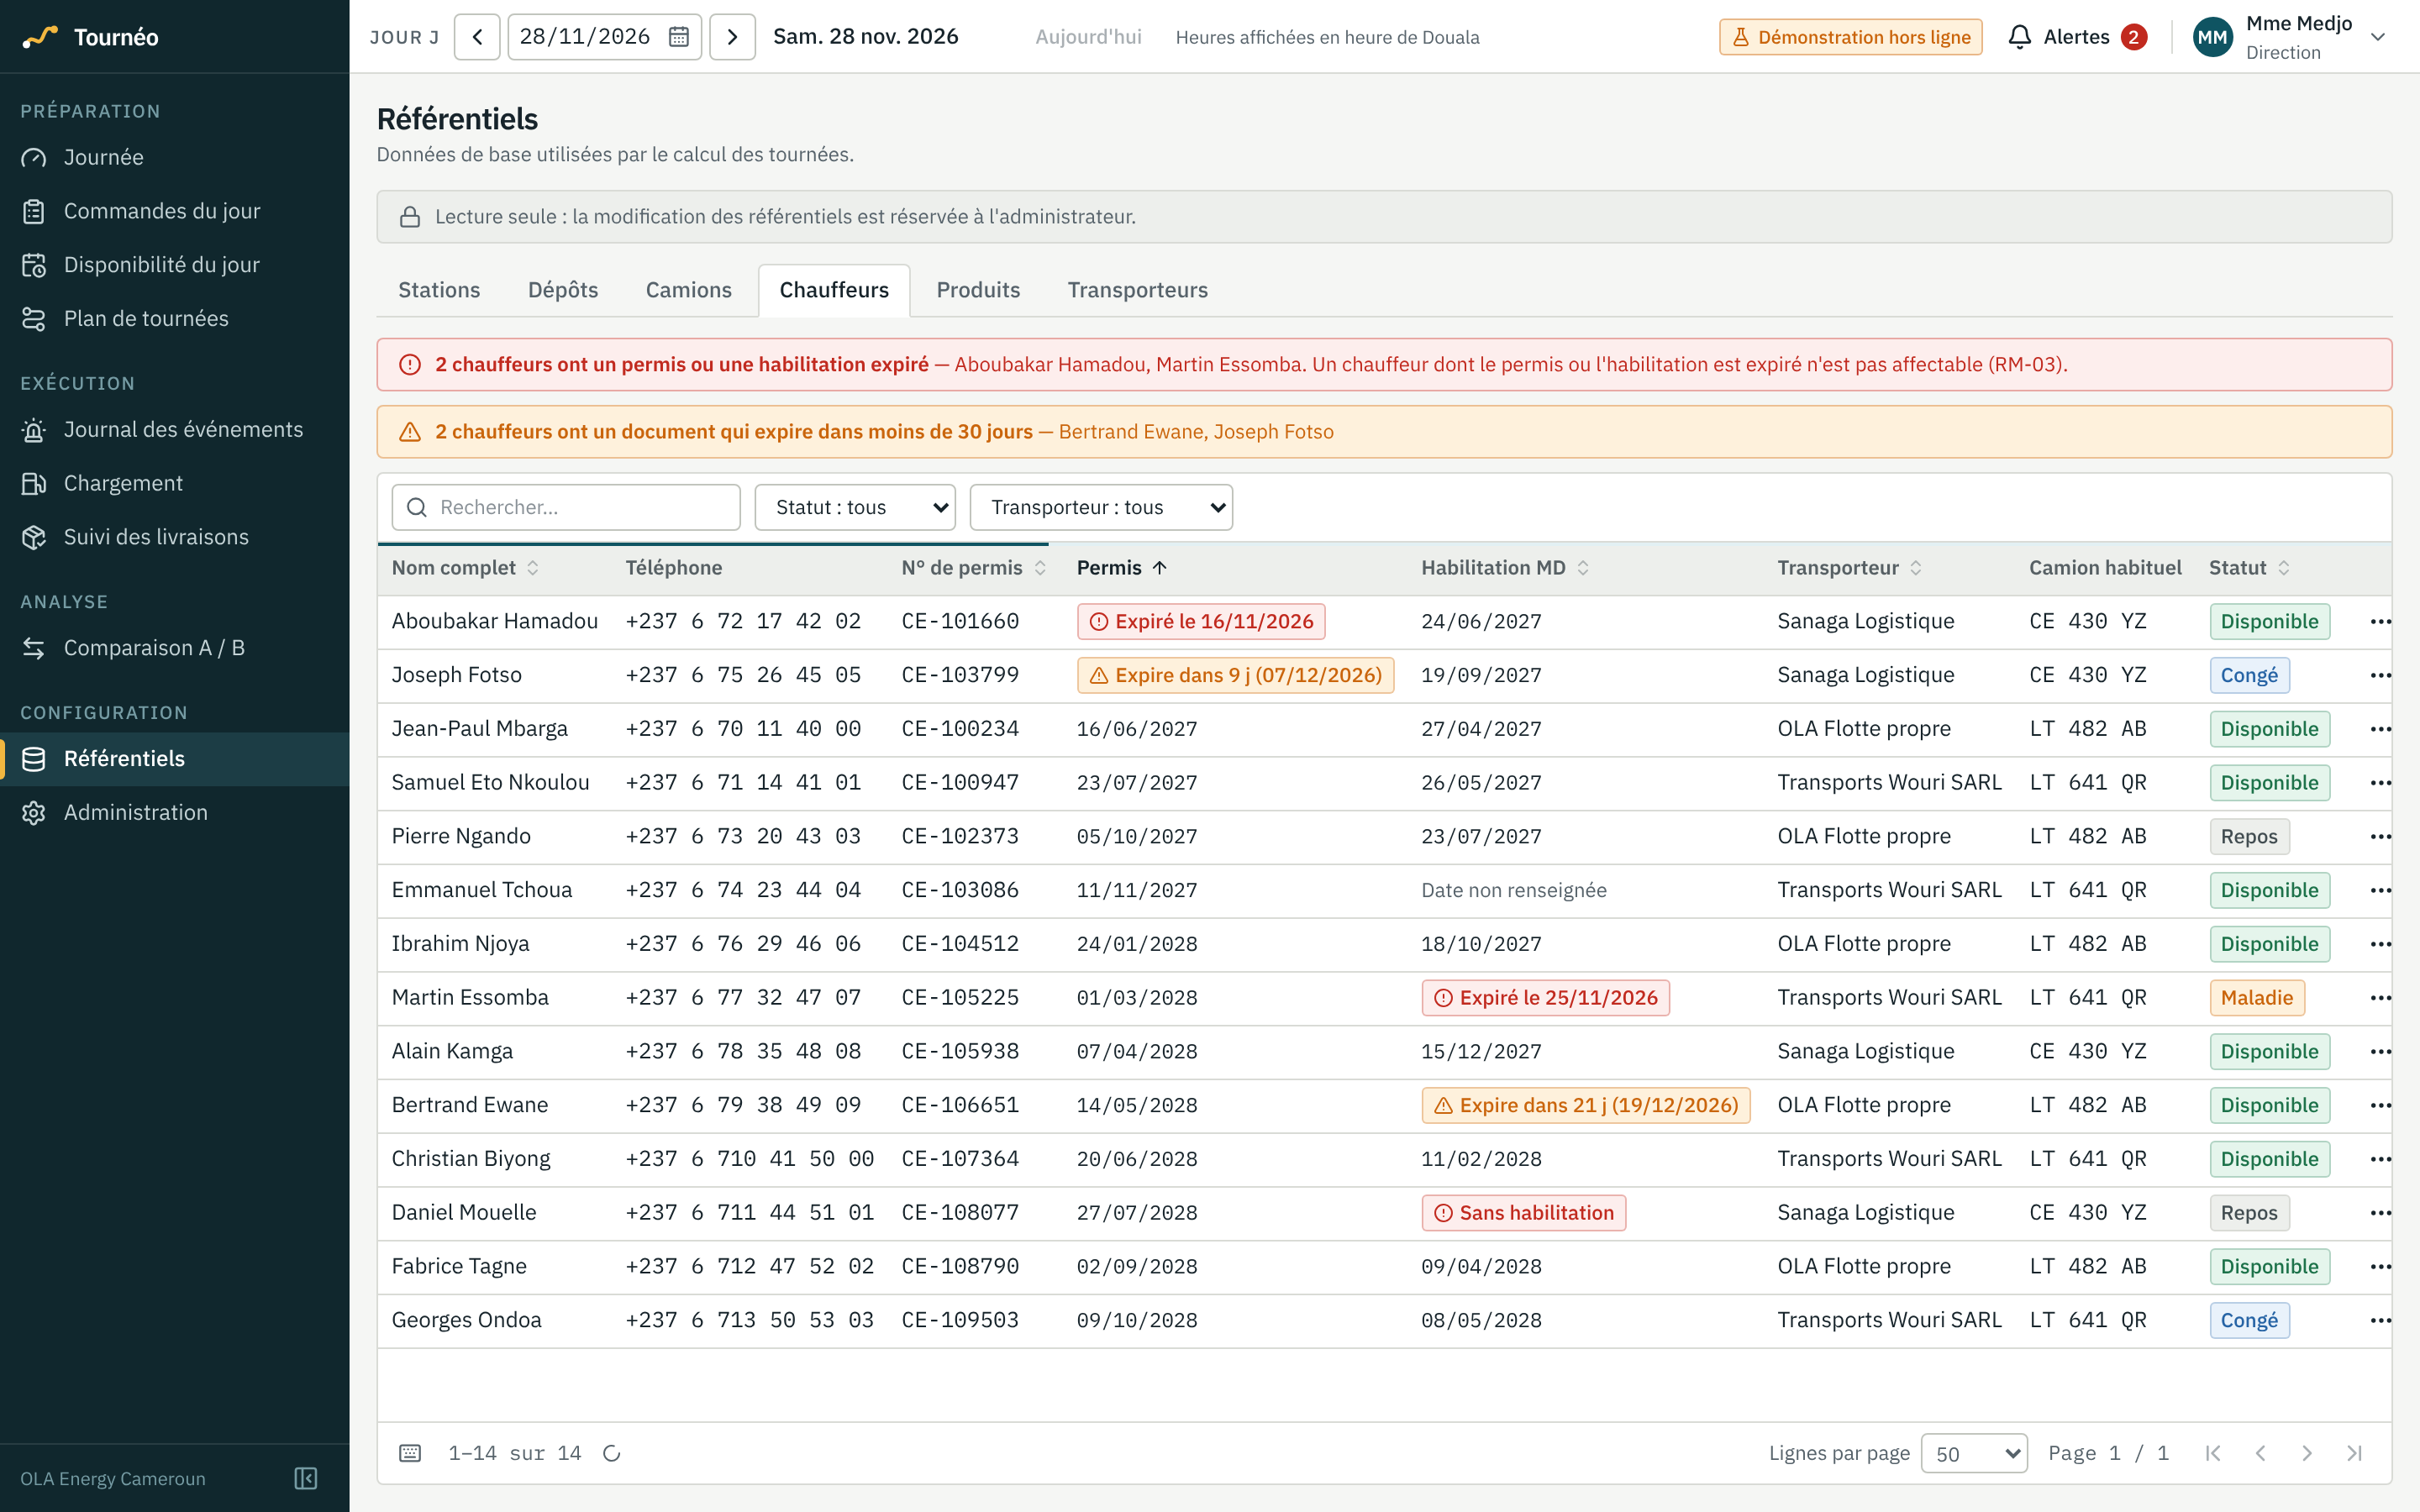 Tournéo
JOUR J
28/11/2026
Sam. 28 nov. 2026
Aujourd'hui
Heures affichées en heure de Douala
Démonstration hors ligne
Alertes 2
MM
Mme Medjo
Direction
PRÉPARATION
Journée
Commandes du jour
Disponibilité du jour
Plan de tournées
EXÉCUTION
Journal des événements
Chargement
Suivi des livraisons
ANALYSE
Comparaison A / B
CONFIGURATION
Référentiels
Administration
OLA Energy Cameroun
Référentiels
Données de base utilisées par le calcul des tournées.
Lecture seule : la modification des référentiels est réservée à l'administrateur.
Stations Dépôts Camions Chauffeurs Produits Transporteurs
2 chauffeurs ont un permis ou une habilitation expiré — Aboubakar Hamadou, Martin Essomba. Un chauffeur dont le permis ou l'habilitation est expiré n'est pas affectable (RM-03).
2 chauffeurs ont un document qui expire dans moins de 30 jours — Bertrand Ewane, Joseph Fotso
Rechercher... Statut : tous Transporteur : tous
Nom complet Téléphone N° de permis Permis Habilitation MD Transporteur Camion habituel Statut
Aboubakar Hamadou +237 6 72 17 42 02 CE-101660 Expiré le 16/11/2026 24/06/2027 Sanaga Logistique CE 430 YZ Disponible
Joseph Fotso +237 6 75 26 45 05 CE-103799 Expire dans 9 j (07/12/2026) 19/09/2027 Sanaga Logistique CE 430 YZ Congé
Jean-Paul Mbarga +237 6 70 11 40 00 CE-100234 16/06/2027 27/04/2027 OLA Flotte propre LT 482 AB Disponible
Samuel Eto Nkoulou +237 6 71 14 41 01 CE-100947 23/07/2027 26/05/2027 Transports Wouri SARL LT 641 QR Disponible
Pierre Ngando +237 6 73 20 43 03 CE-102373 05/10/2027 23/07/2027 OLA Flotte propre LT 482 AB Repos
Emmanuel Tchoua +237 6 74 23 44 04 CE-103086 11/11/2027 Date non renseignée Transports Wouri SARL LT 641 QR Disponible
Ibrahim Njoya +237 6 76 29 46 06 CE-104512 24/01/2028 18/10/2027 OLA Flotte propre LT 482 AB Disponible
Martin Essomba +237 6 77 32 47 07 CE-105225 01/03/2028 Expiré le 25/11/2026 Transports Wouri SARL LT 641 QR Maladie
Alain Kamga +237 6 78 35 48 08 CE-105938 07/04/2028 15/12/2027 Sanaga Logistique CE 430 YZ Disponible
Bertrand Ewane +237 6 79 38 49 09 CE-106651 14/05/2028 Expire dans 21 j (19/12/2026) OLA Flotte propre LT 482 AB Disponible
Christian Biyong +237 6 710 41 50 00 CE-107364 20/06/2028 11/02/2028 Transports Wouri SARL LT 641 QR Disponible
Daniel Mouelle +237 6 711 44 51 01 CE-108077 27/07/2028 Sans habilitation Sanaga Logistique CE 430 YZ Repos
Fabrice Tagne +237 6 712 47 52 02 CE-108790 02/09/2028 09/04/2028 OLA Flotte propre LT 482 AB Disponible
Georges Ondoa +237 6 713 50 53 03 CE-109503 09/10/2028 08/05/2028 Transports Wouri SARL LT 641 QR Congé
1–14 sur 14
Lignes par page 50 Page 1 / 1